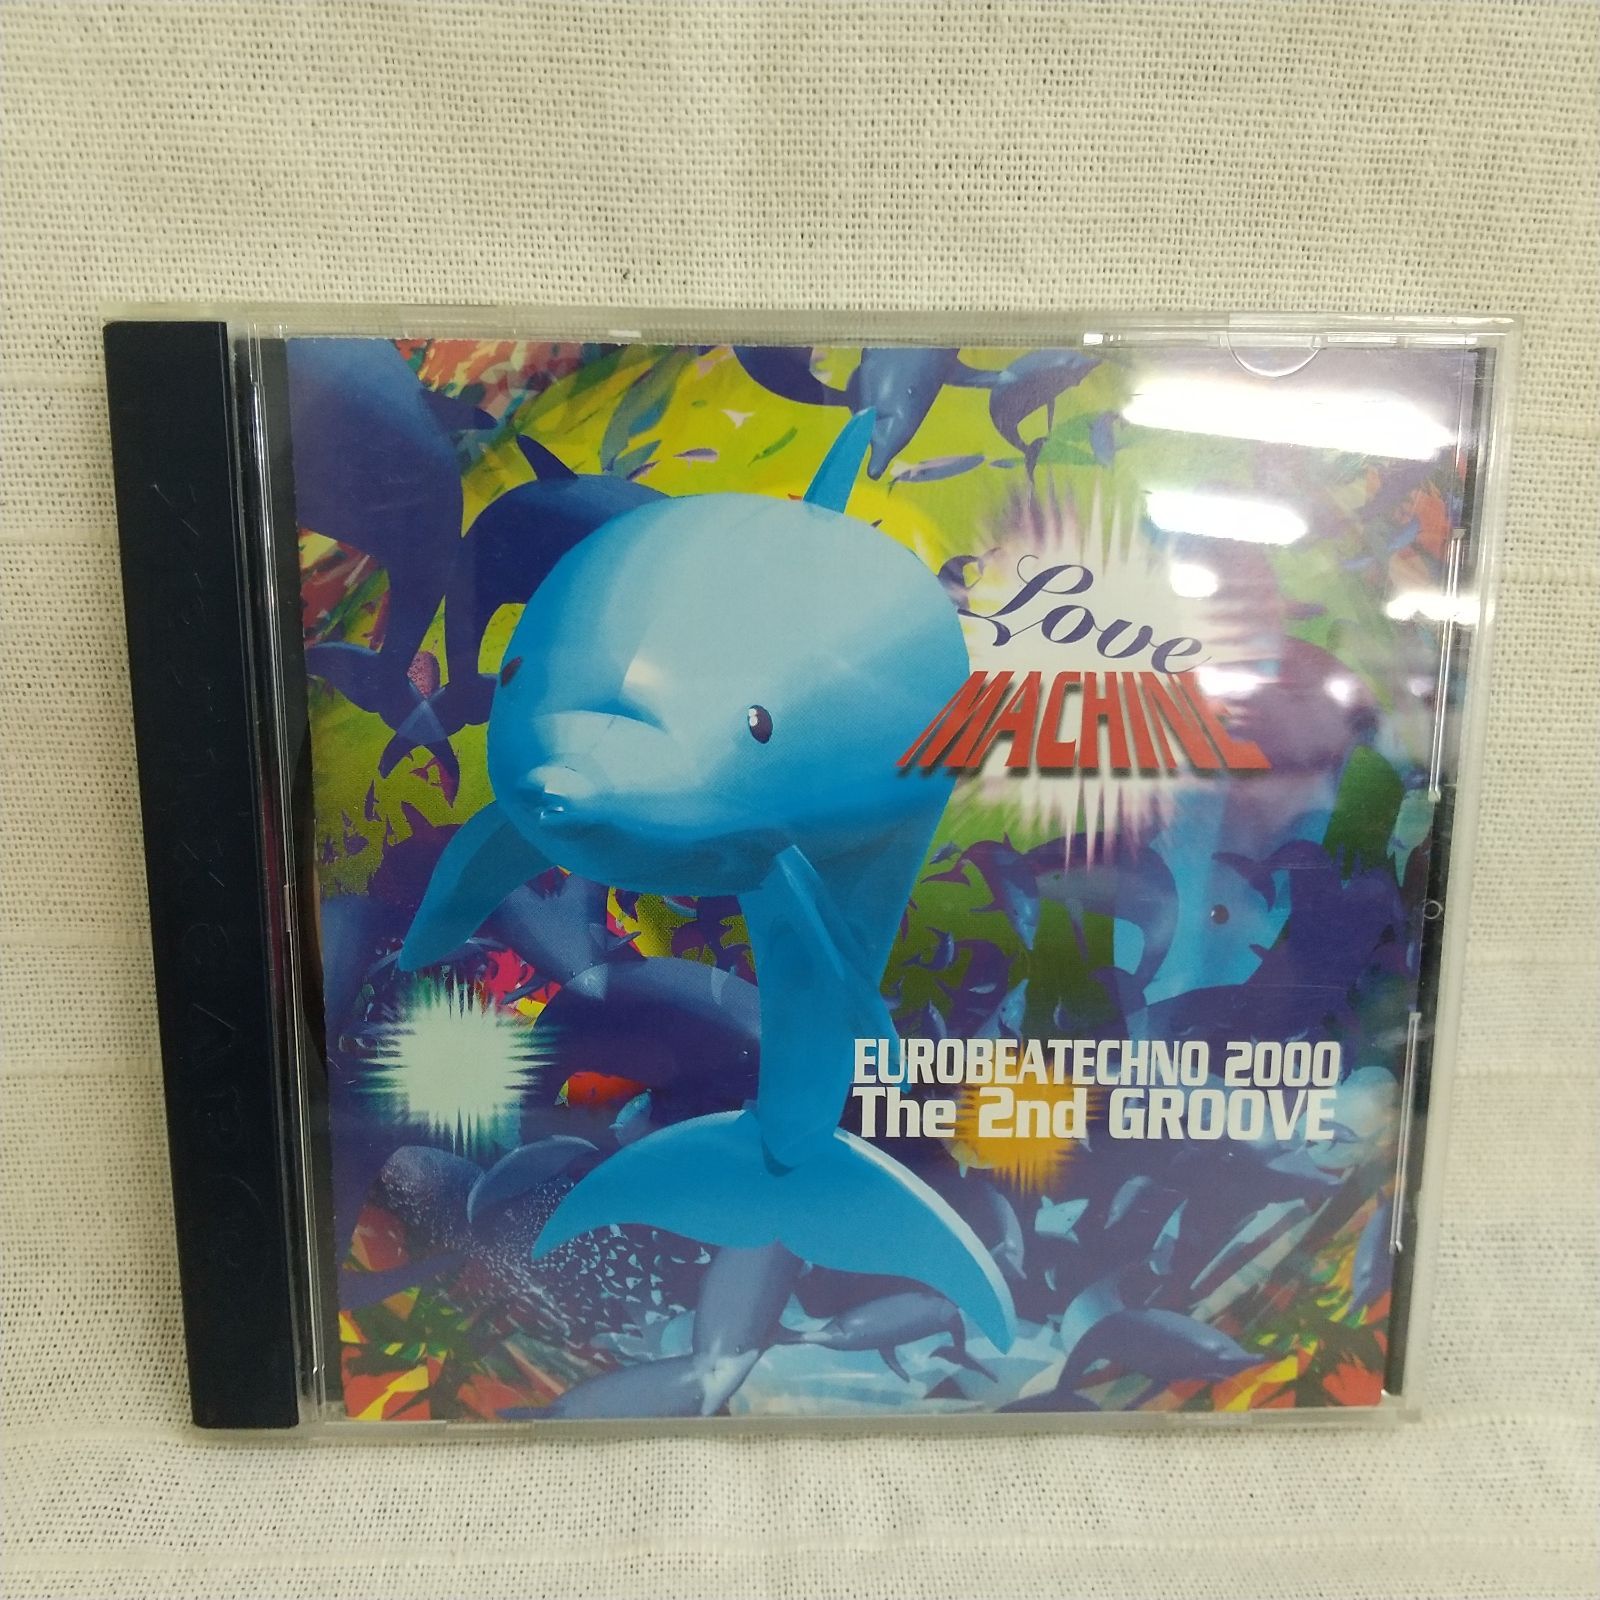 Love
MACHINE
EUROBEATECHNO 2000
The 2nd GROOVE